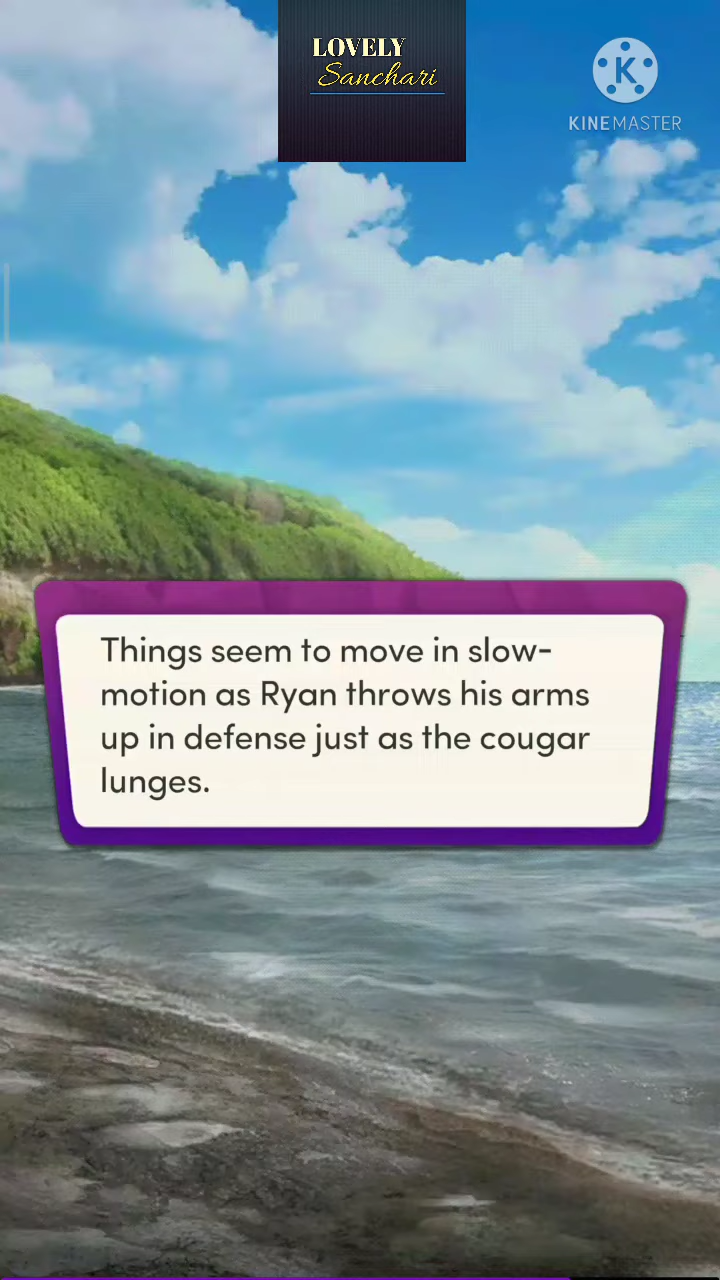 LOVELY
Sanchari
K
KINEMASTER
Things seem to move in slow-
motion as Ryan throws his arms
up in defense just as the cougar
lunges.